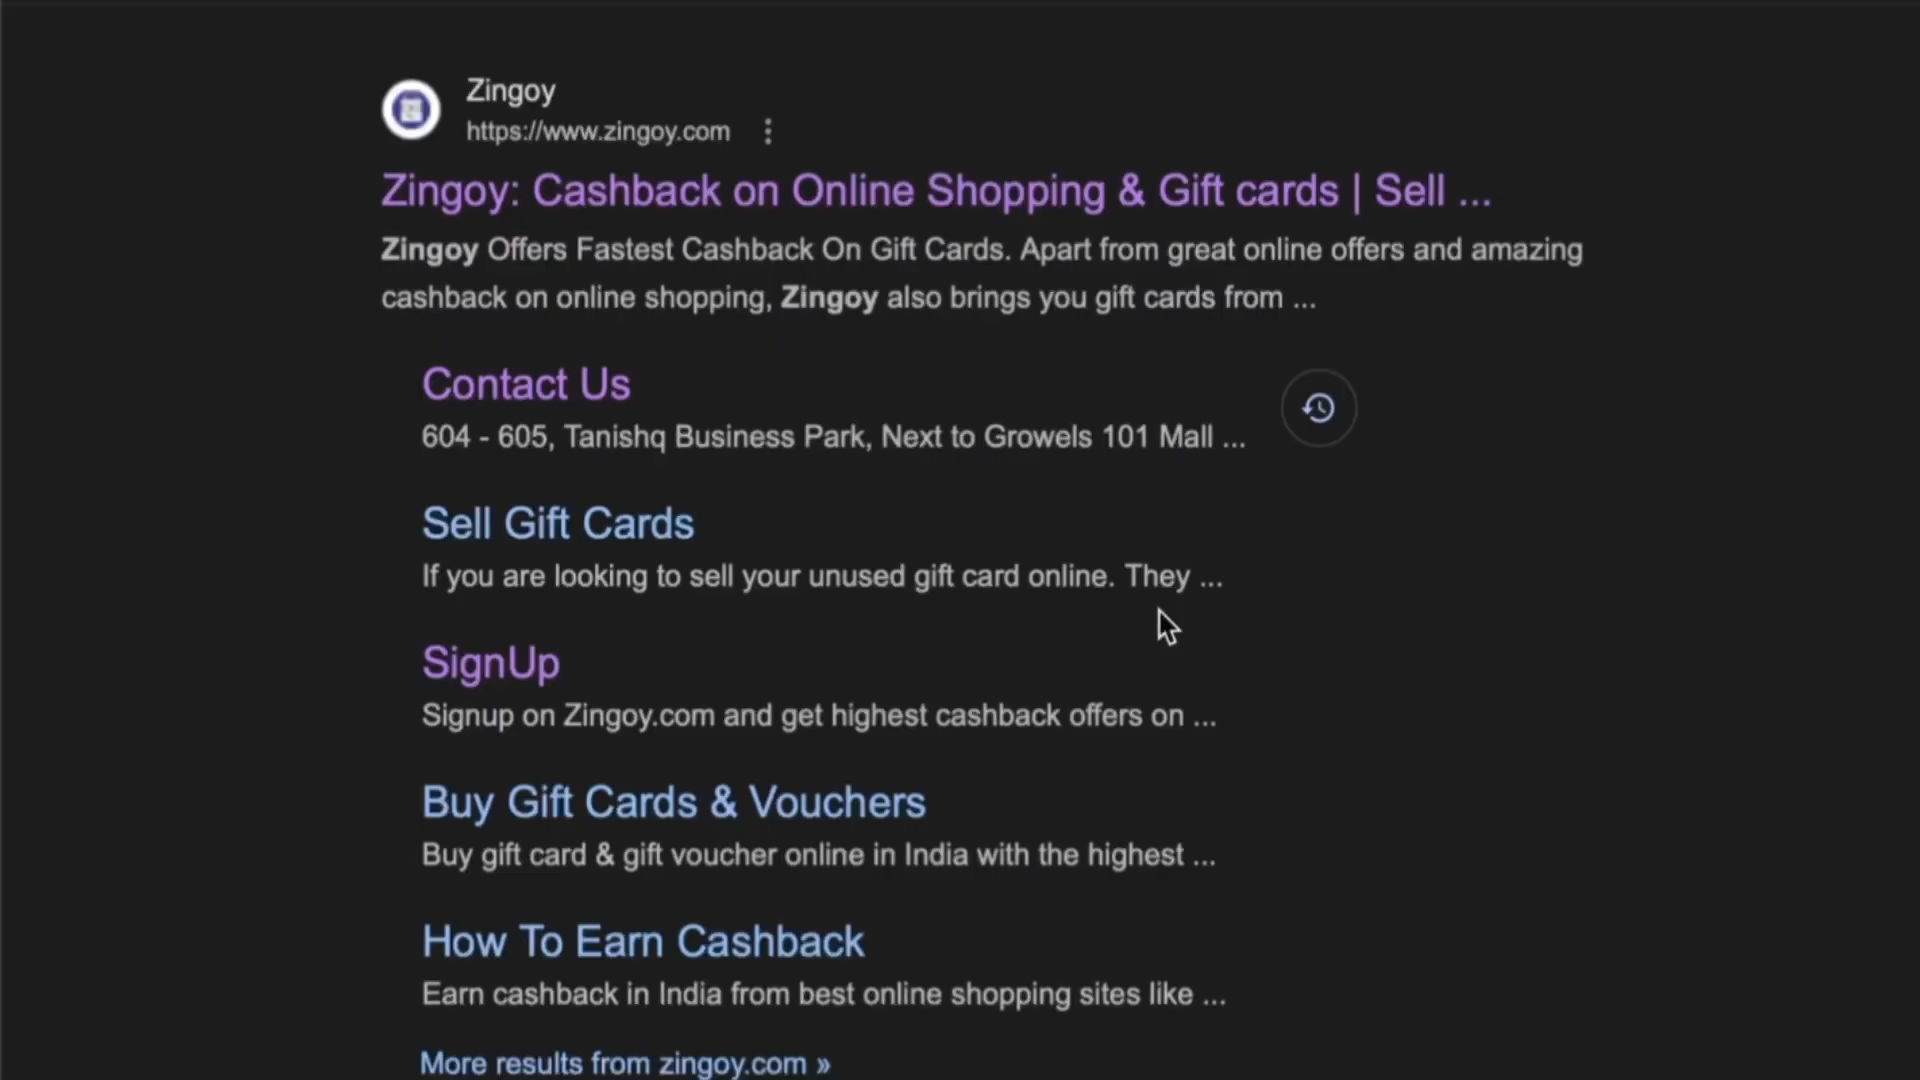 Zingoy
https://www.zingoy.com
Zingoy: Cashback on Online Shopping & Gift cards | Sell ...
Zingoy Offers Fastest Cashback On Gift Cards. Apart from great online offers and amazing
cashback on online shopping, Zingoy also brings you gift cards from ...
Contact Us
604 - 605, Tanishq Business Park, Next to Growels 101 Mall ...
Sell Gift Cards
If you are looking to sell your unused gift card online. They ...
SignUp
Signup on Zingoy.com and get highest cashback offers on ...
Buy Gift Cards & Vouchers
Buy gift card & gift voucher online in India with the highest ...
How To Earn Cashback
Earn cashback in India from best online shopping sites like ...
More results from zingoy.com »